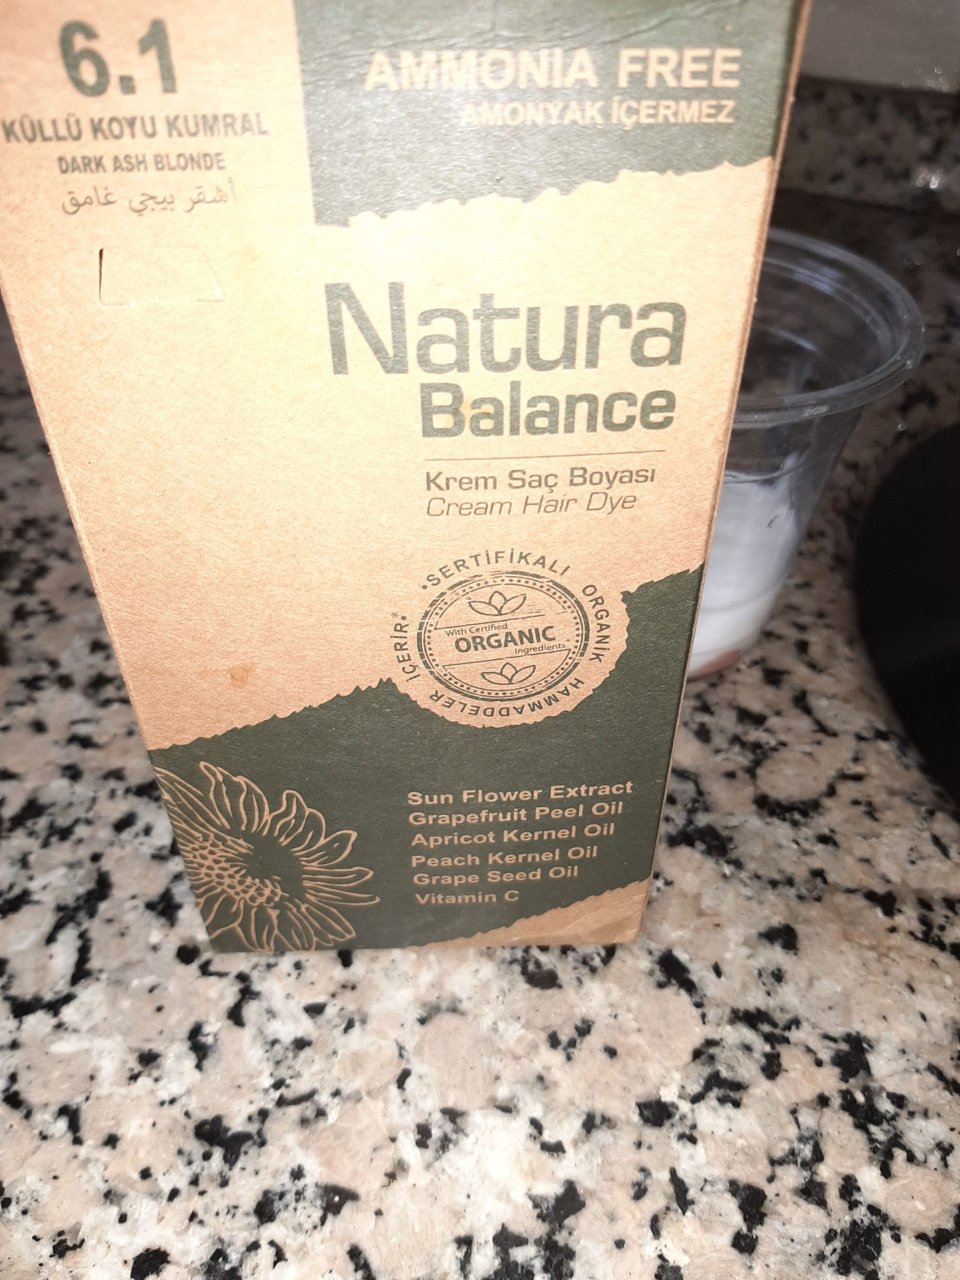 6.1
KÜLLÜ KOYU KUMRAL
DARK ASH BLONDE
أشقر بيجي غامق
AMMONIA FREE
AMONYAK İÇERMEZ
Natura
Balance
Krem Saç Boyası
Cream Hair Dye
•SERTİFİKALI ORGANİK HAMMADDELER İÇERİR*
With Certified
ORGANIC
Ingredients
Sun Flower Extract
Grapefruit Peel Oil
Apricot Kernel Oil
Peach Kernel Oil
Grape Seed Oil
Vitamin C